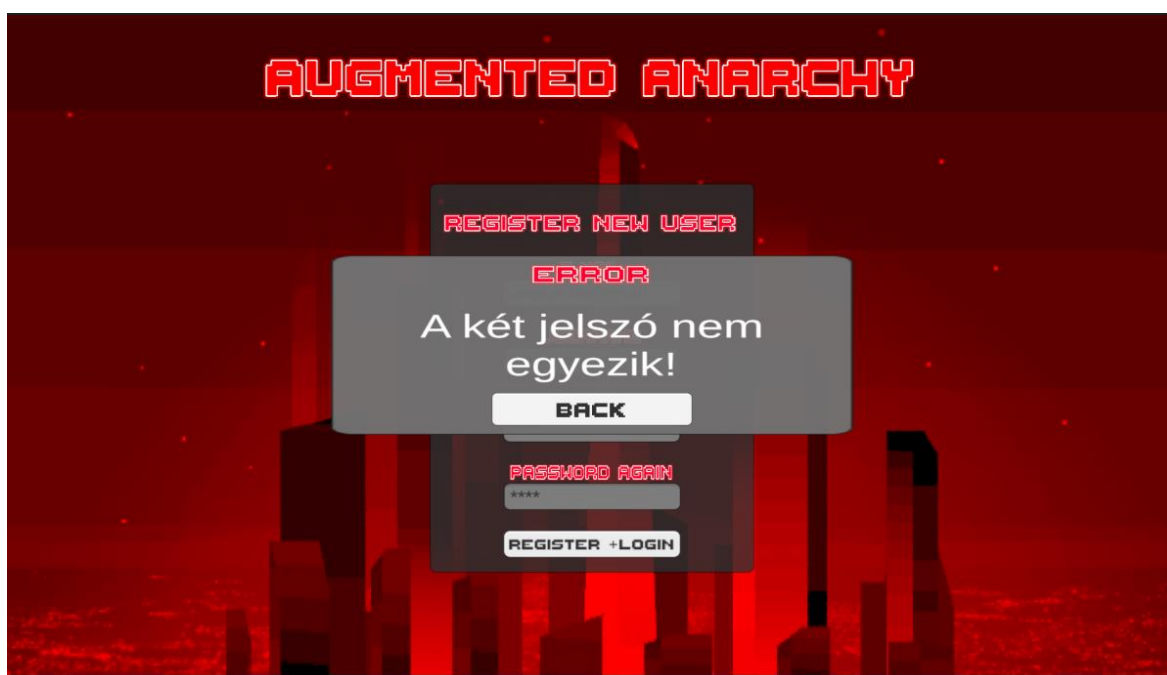 AUGMENTED ANARCHY
REGISTER NEW USER
ERROR
A két jelszó nem
egyezik!
BACK
PASSWORD AGAIN
****
REGISTER +LOGIN